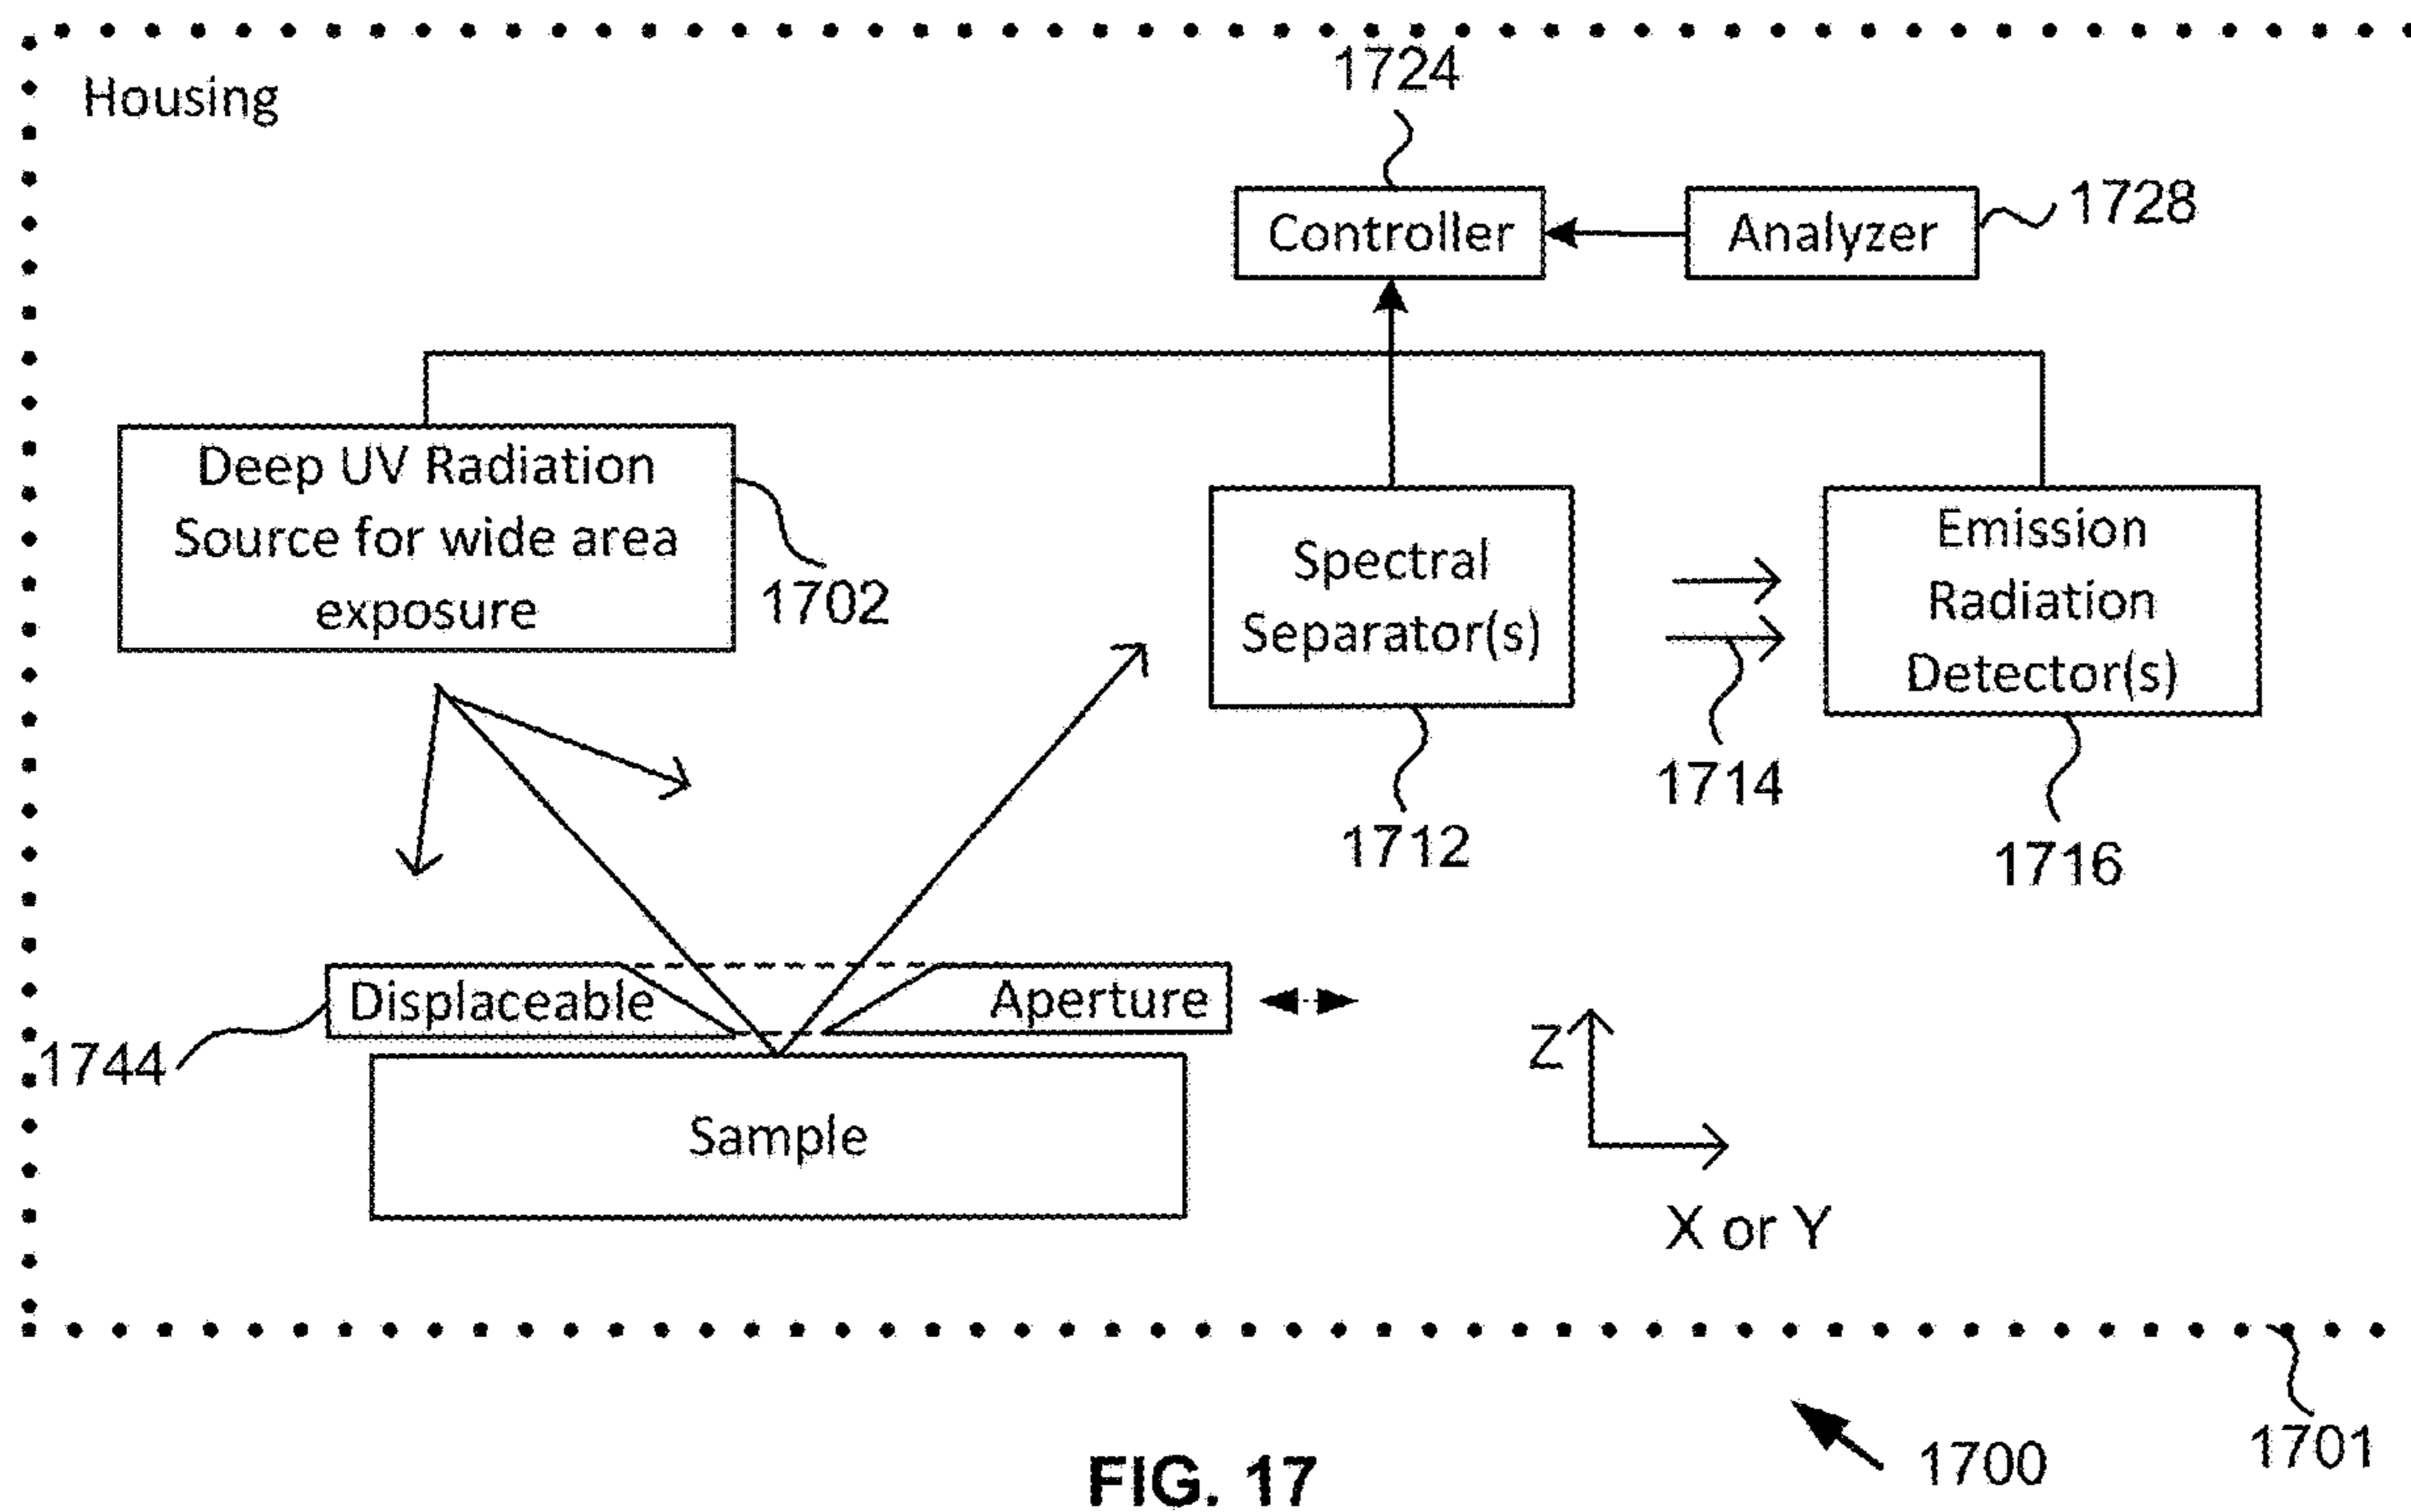 1724
Housing
Controller
Analyzer
1728
Deep UV Radiation
Source for wide area
exposure
1702
Spectral
Separator(s)
Emission
Radiation
Detector(s)
1714
1712
1716
Displaceable
Aperture
1744
Z
Sample
X or Y
1701
1700
FIG. 17